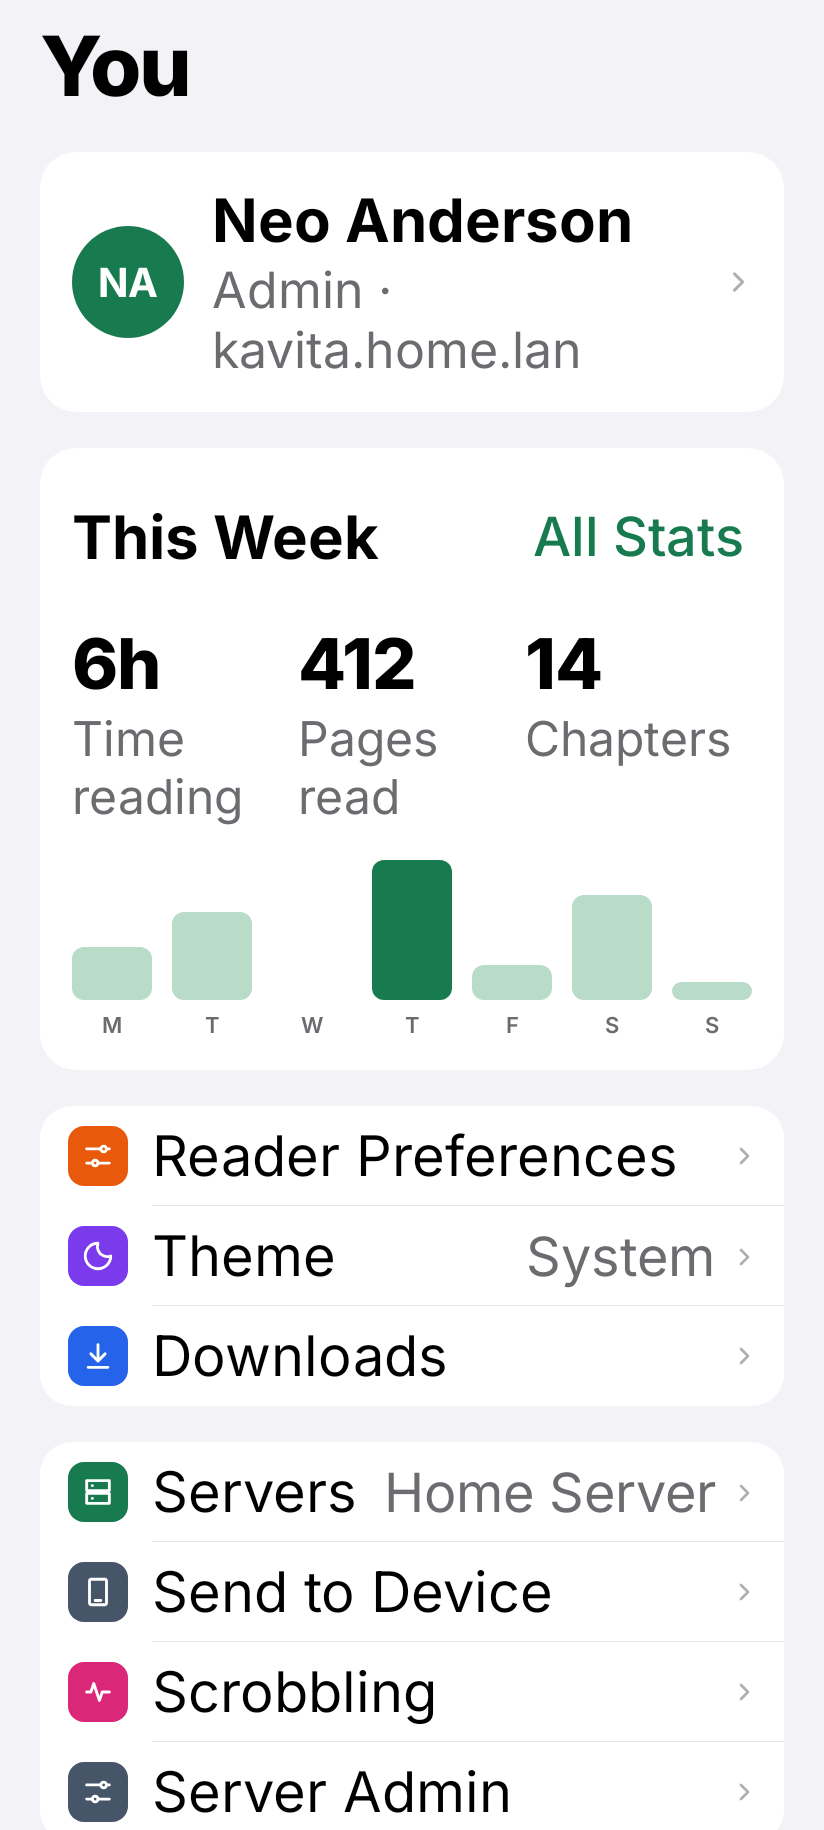 You
NA
Neo Anderson
Admin ·
kavita.home.lan
This Week
All Stats
6h
Time
reading
412
Pages
read
14
Chapters
M T W T F S S
Reader Preferences
Theme System
Downloads
Servers Home Server
Send to Device
Scrobbling
Server Admin